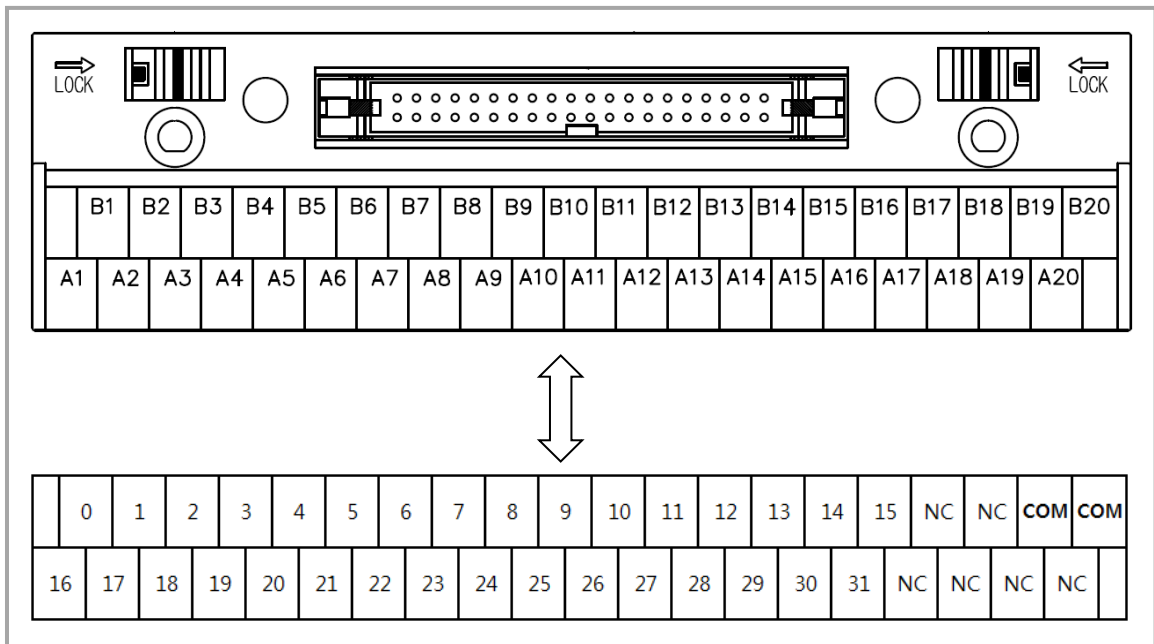 LOCK LOCK
B1 B2 B3 B4 B5 B6 B7 B8 B9 B10 B11 B12 B13 B14 B15 B16 B17 B18 B19 B20
A1 A2 A3 A4 A5 A6 A7 A8 A9 A10 A11 A12 A13 A14 A15 A16 A17 A18 A19 A20
0 1 2 3 4 5 6 7 8 9 10 11 12 13 14 15 NC NC COM COM
16 17 18 19 20 21 22 23 24 25 26 27 28 29 30 31 NC NC NC NC